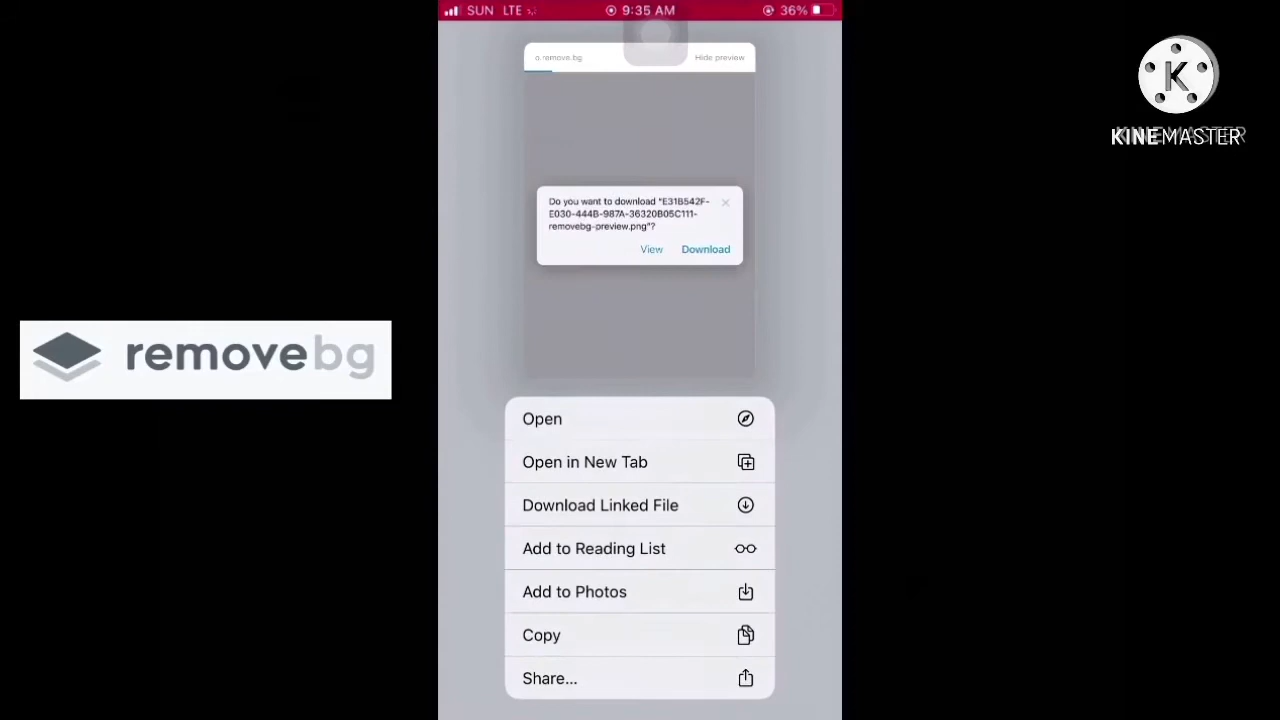 SUN LTE 9:35 AM 36%
o.remove.bg Hide preview
Do you want to download "E31B542F-
E030-444B-987A-36320B05C111-
removebg-preview.png"?
View Download
Open
Open in New Tab
Download Linked File
Add to Reading List
Add to Photos
Copy
Share...
removebg
K
KINEMASTER